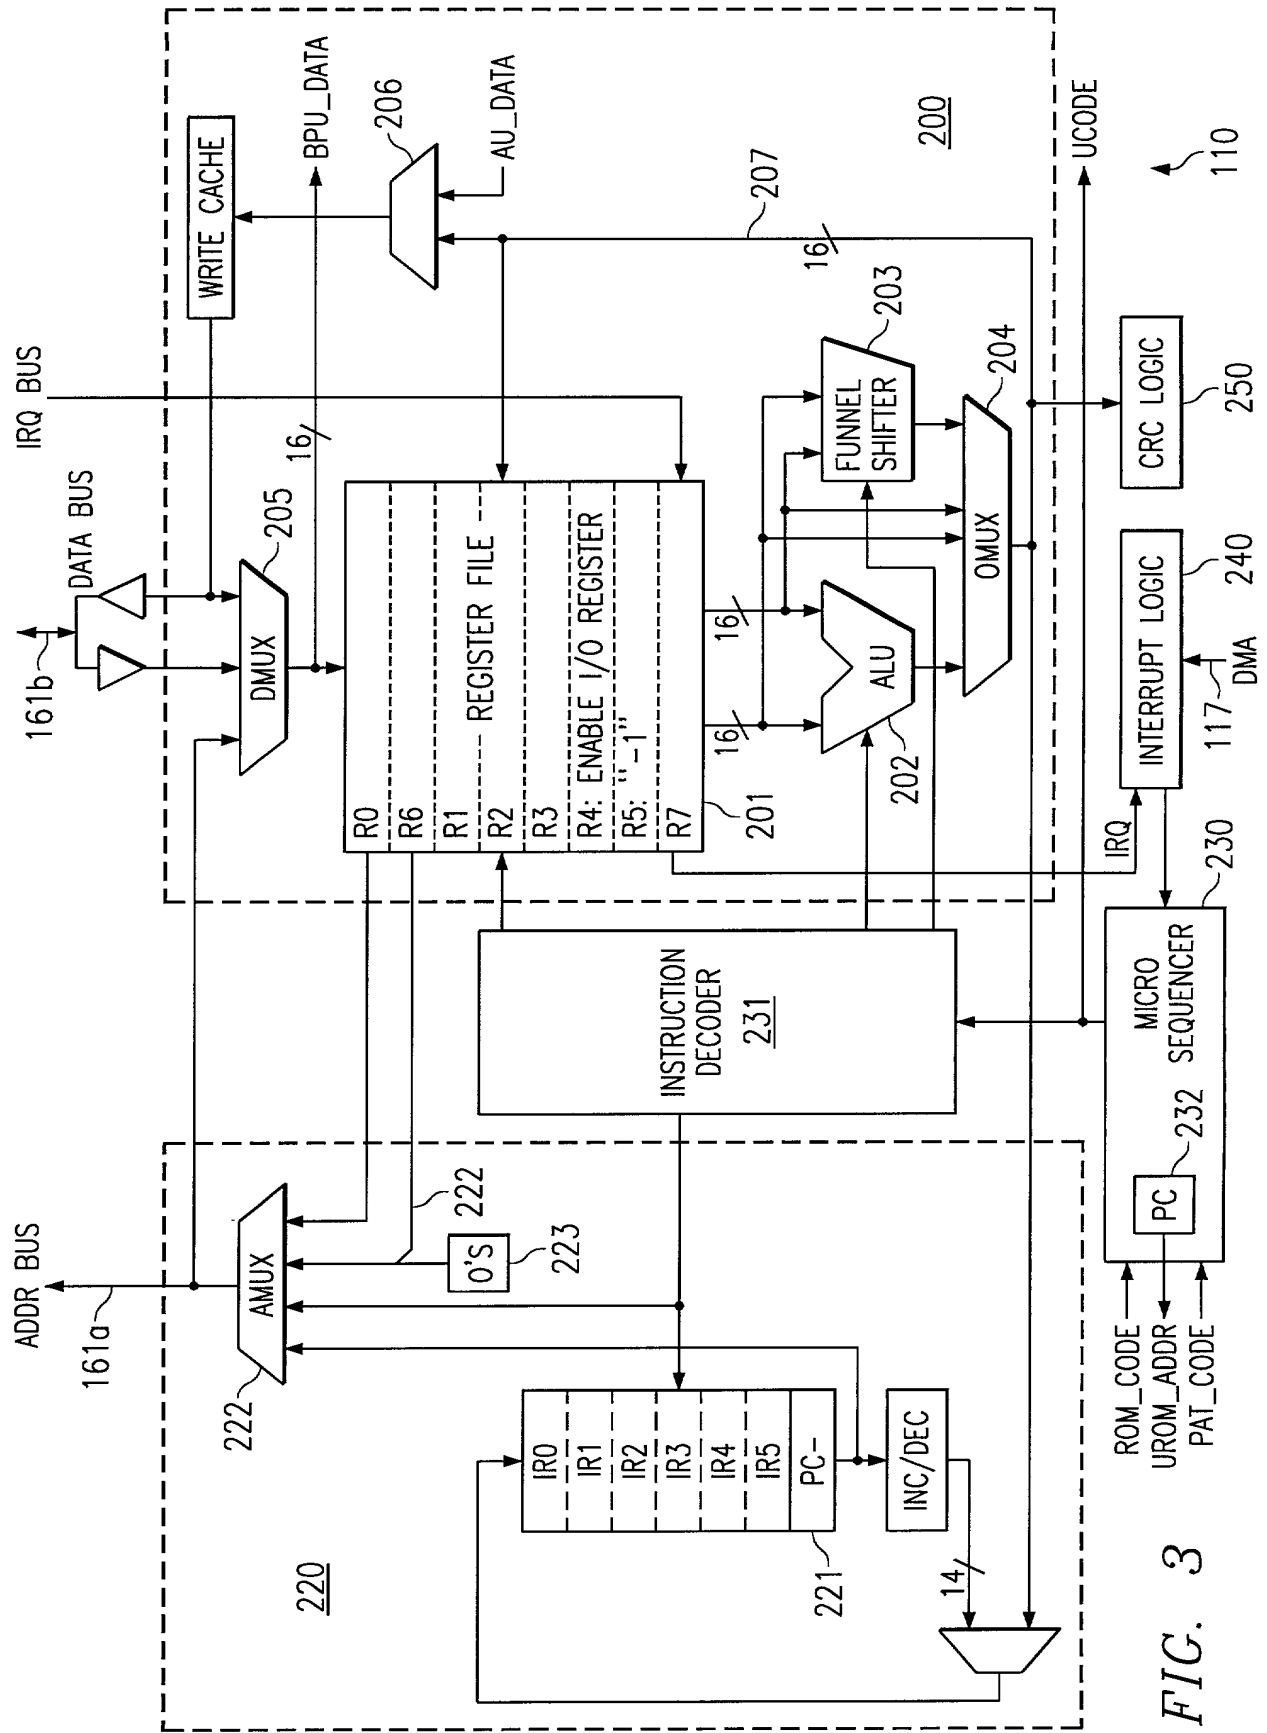 ADDR BUS
161a
161b
DATA BUS
IRQ BUS
WRITE CACHE
BPU_DATA
206
AU_DATA
200
207
16
222
AMUX
222
0'S
223
DMUX
205
16
R0
R6
R1
R2
R3
R4: ENABLE I/O REGISTER
R5: "-1"
R7
REGISTER FILE
201
16
16
FUNNEL
SHIFTER
203
ALU
202
OMUX
204
220
IR0
IR1
IR2
IR3
IR4
IR5
PC-
221
INC/DEC
14
INSTRUCTION
DECODER
231
UCODE
110
IRQ
ROM_CODE
UROM_ADDR
PAT_CODE
PC
232
MICRO
SEQUENCER
230
INTERRUPT LOGIC
240
117
DMA
CRC LOGIC
250
FIG. 3